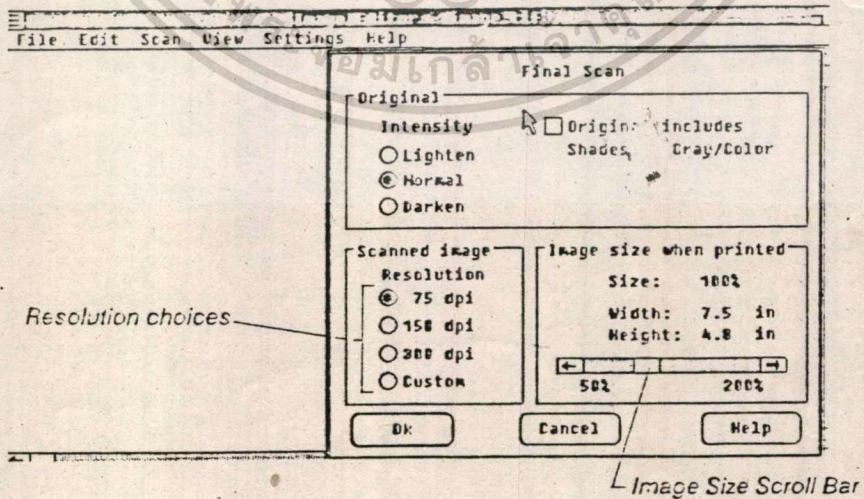 File Edit Scan View Settings Help
Final Scan
Original
Intensity
Lighten
Normal
Darken
Original includes
Shades Gray/Color
Scanned image
Resolution
75 dpi
150 dpi
300 dpi
Custom
Image size when printed
Size: 100%
Width: 7.5 in
Height: 4.8 in
50% 200%
Ok
Cancel
Help
Resolution choices
Image Size Scroll Bar